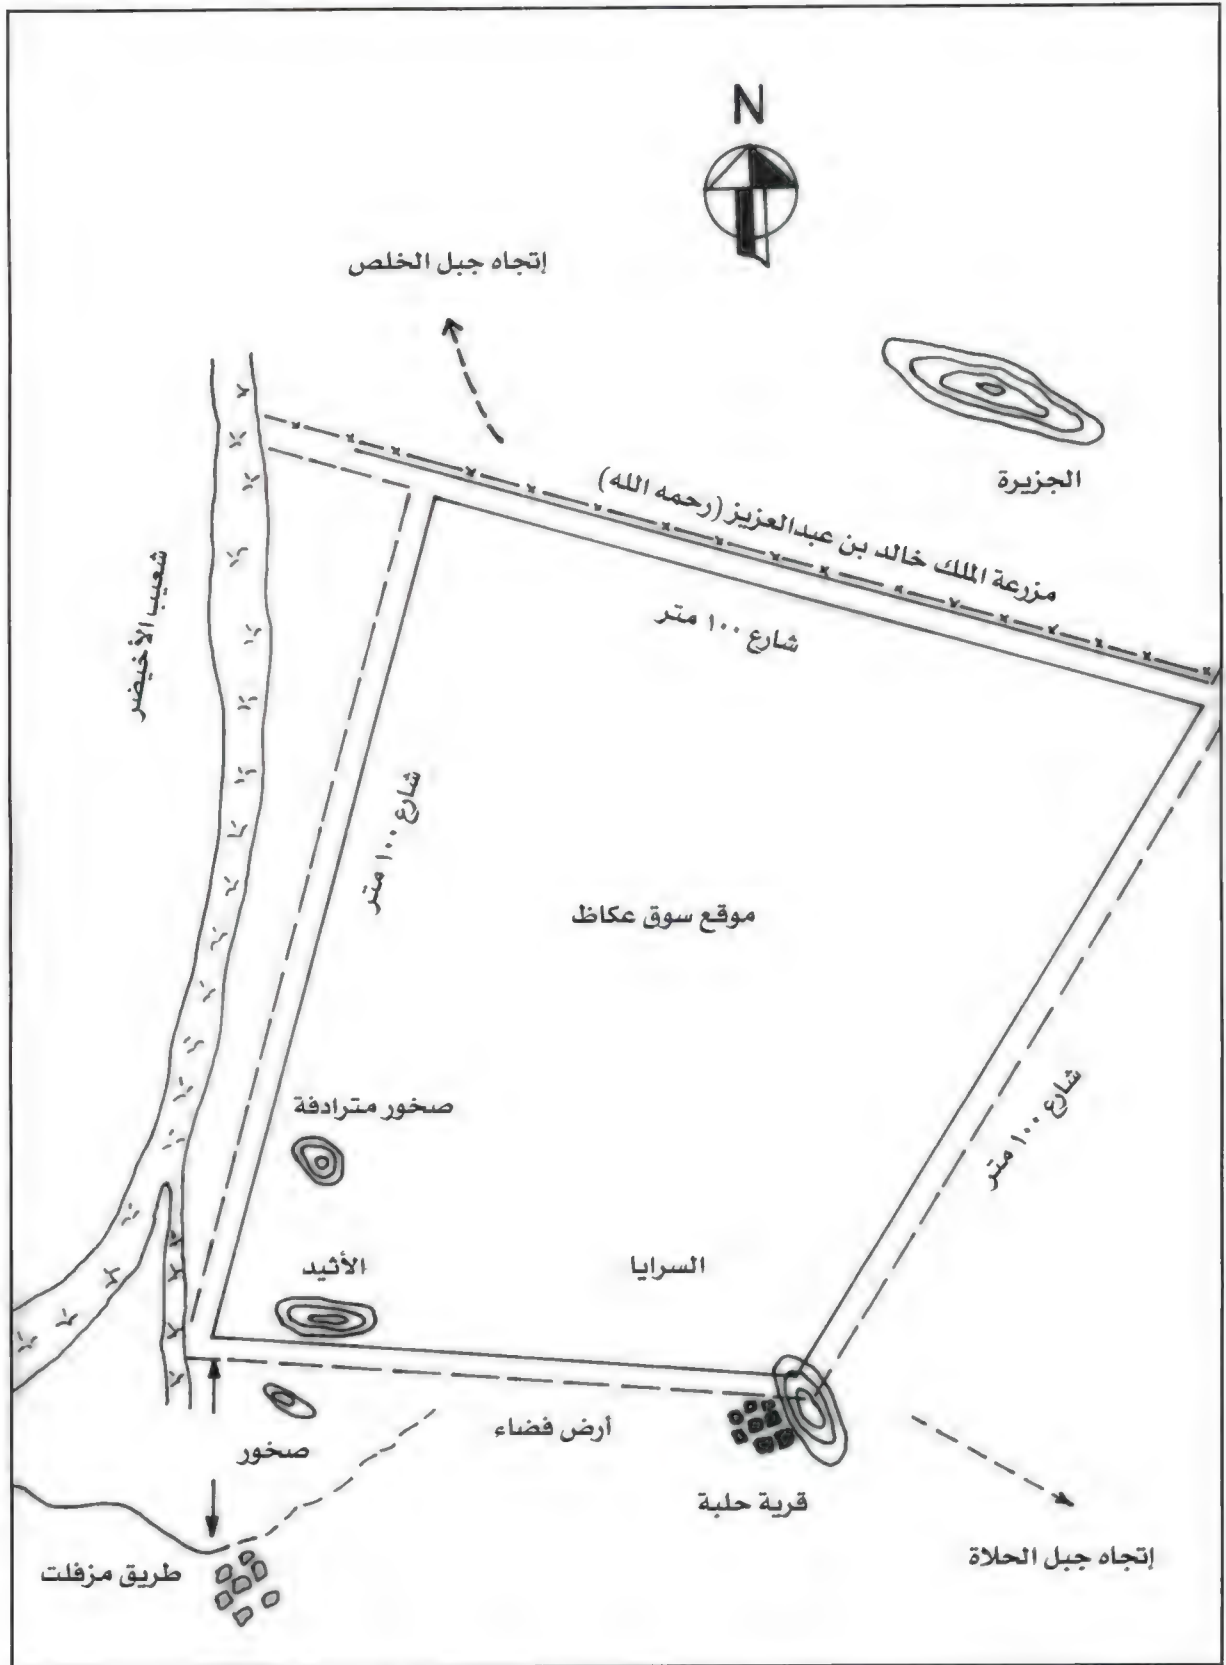 N
إتجاه جبل الخلص
الجزيرة
مزرعة الملك خالد بن عبدالعزيز (رحمه الله)
شارع ١٠٠ متر
شعيب الأخيضر
شارع ١٠٠ متر
موقع سوق عكاظ
شارع ١٠٠ متر
صخور مترادفة
السرايا
الأثيد
أرض فضاء
صخور
قرية حلبة
إتجاه جبل الحلاة
طريق مزفلت